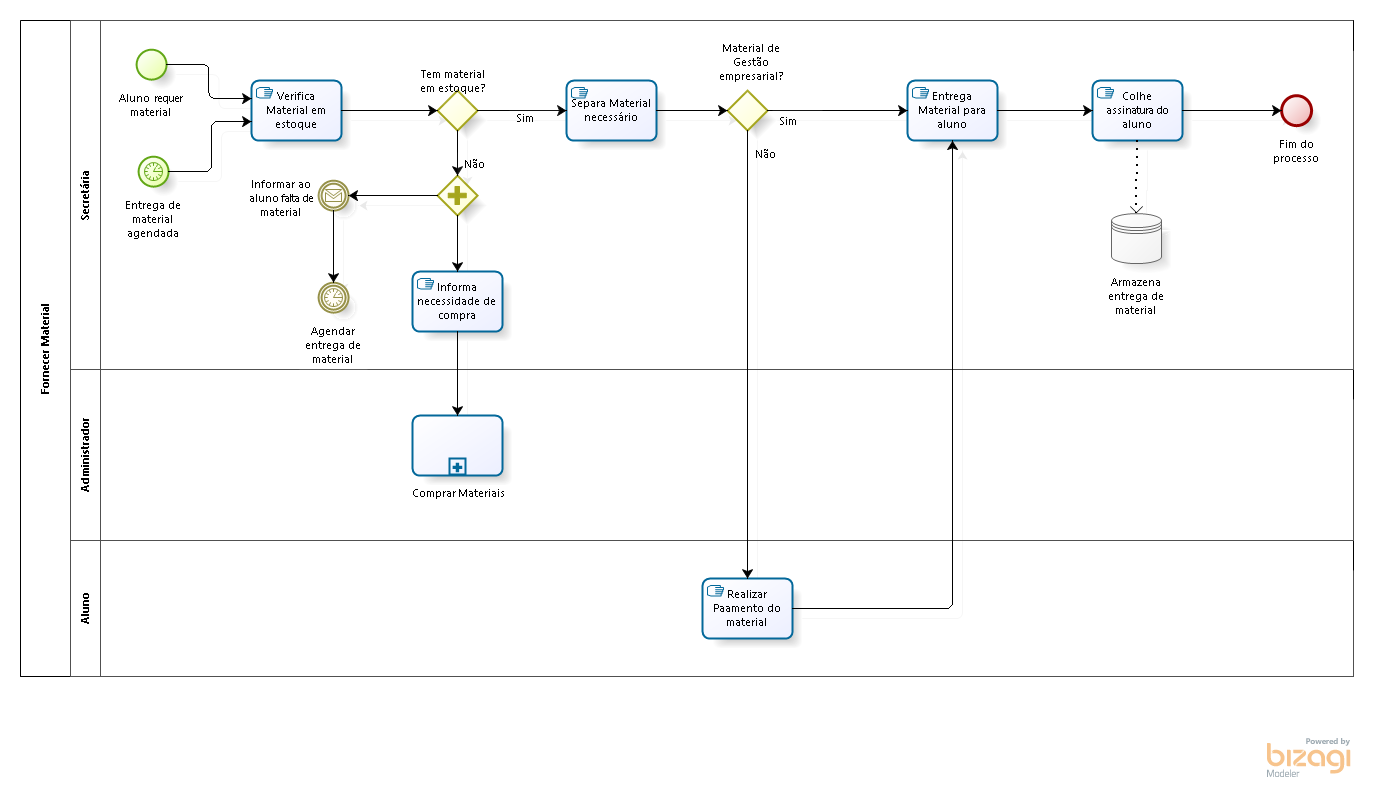 Fornecer Material
Secretária
Aluno requer
material
Entrega de
material
agendada
Verifica
Material em
estoque
Tem material
em estoque?
Sim
Não
Informar ao
aluno falta de
material
Agendar
entrega de
material
Informa
necessidade de
compra
Separa Material
necessário
Material de
Gestão
empresarial?
Sim
Não
Entrega
Material para
aluno
Colhe
assinatura do
aluno
Fim do
processo
Armazena
entrega de
material
Administrador
Comprar Materiais
Aluno
Realizar
Paamento do
material
Powered by
bizagi
Modeler